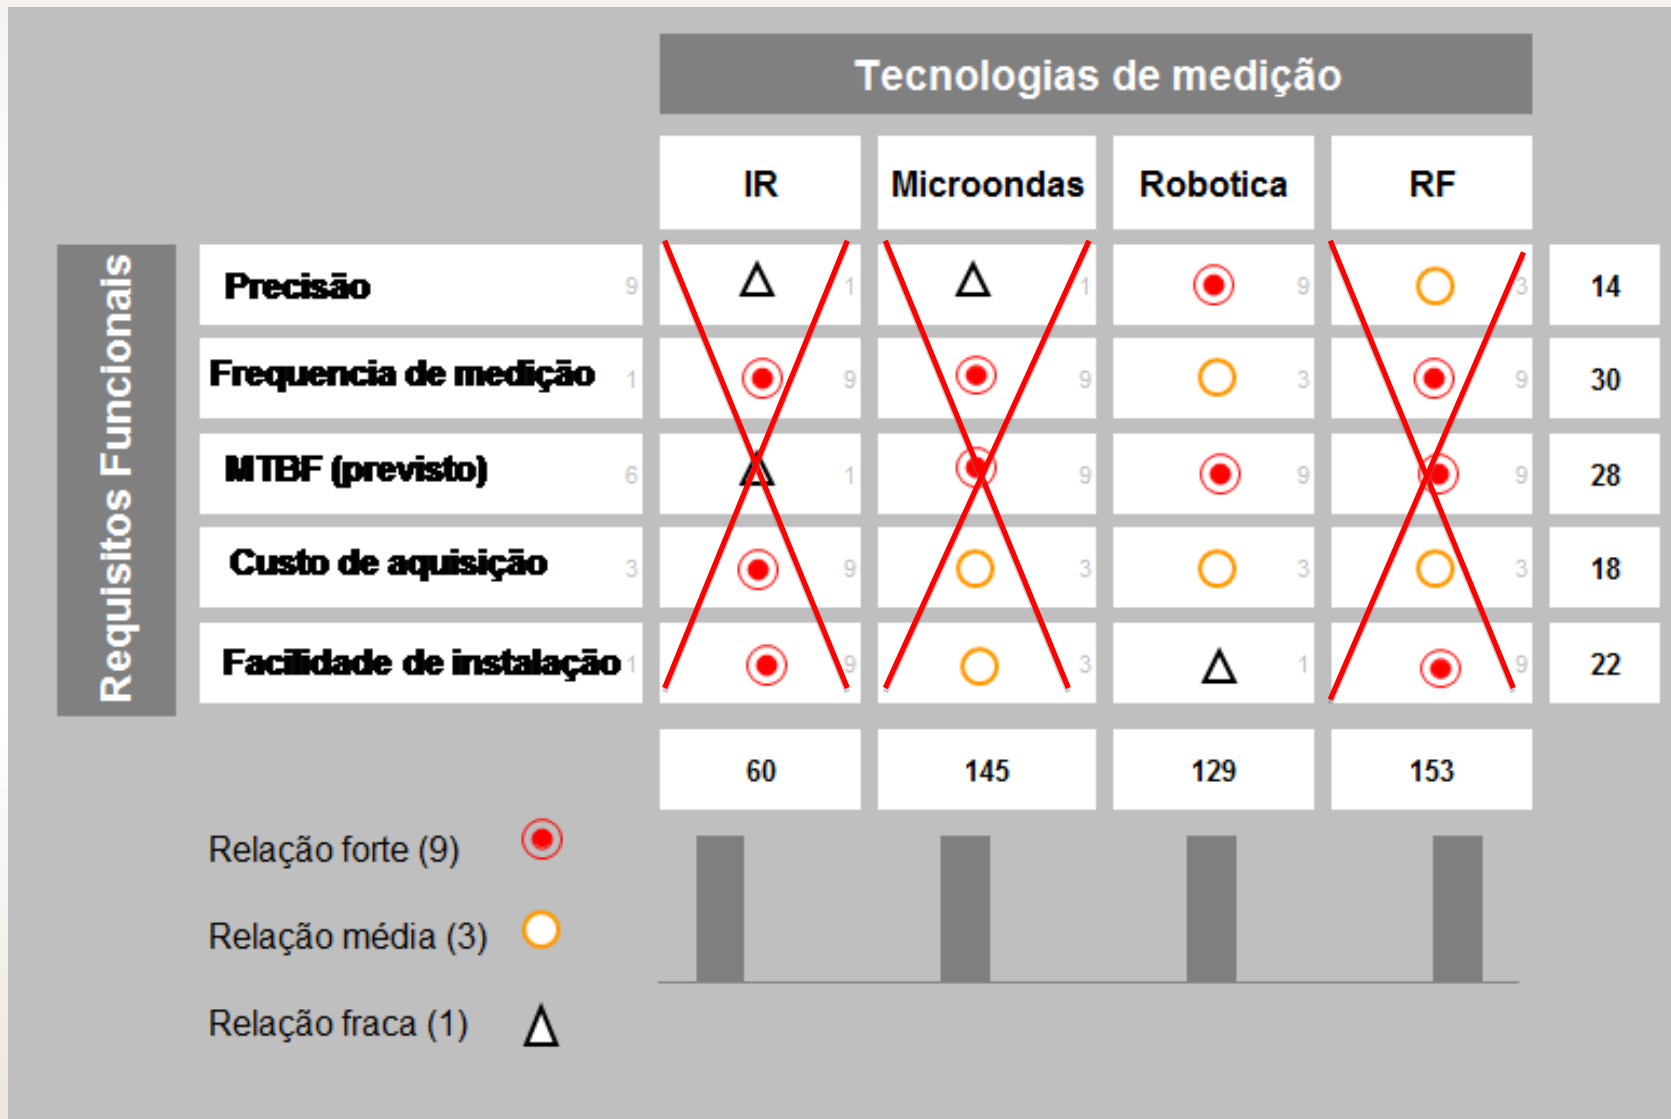 Tecnologias de medição
IR Microondas Robotica RF
Requisitos Funcionais
Precisão 9 1 1 9 3 14
Frequencia de medição 1 9 9 3 9 30
MTBF (previsto) 6 1 9 9 9 28
Custo de aquisição 3 9 3 3 3 18
Facilidade de instalação 1 9 3 1 9 22
60 145 129 153
Relação forte (9)
Relação média (3)
Relação fraca (1)